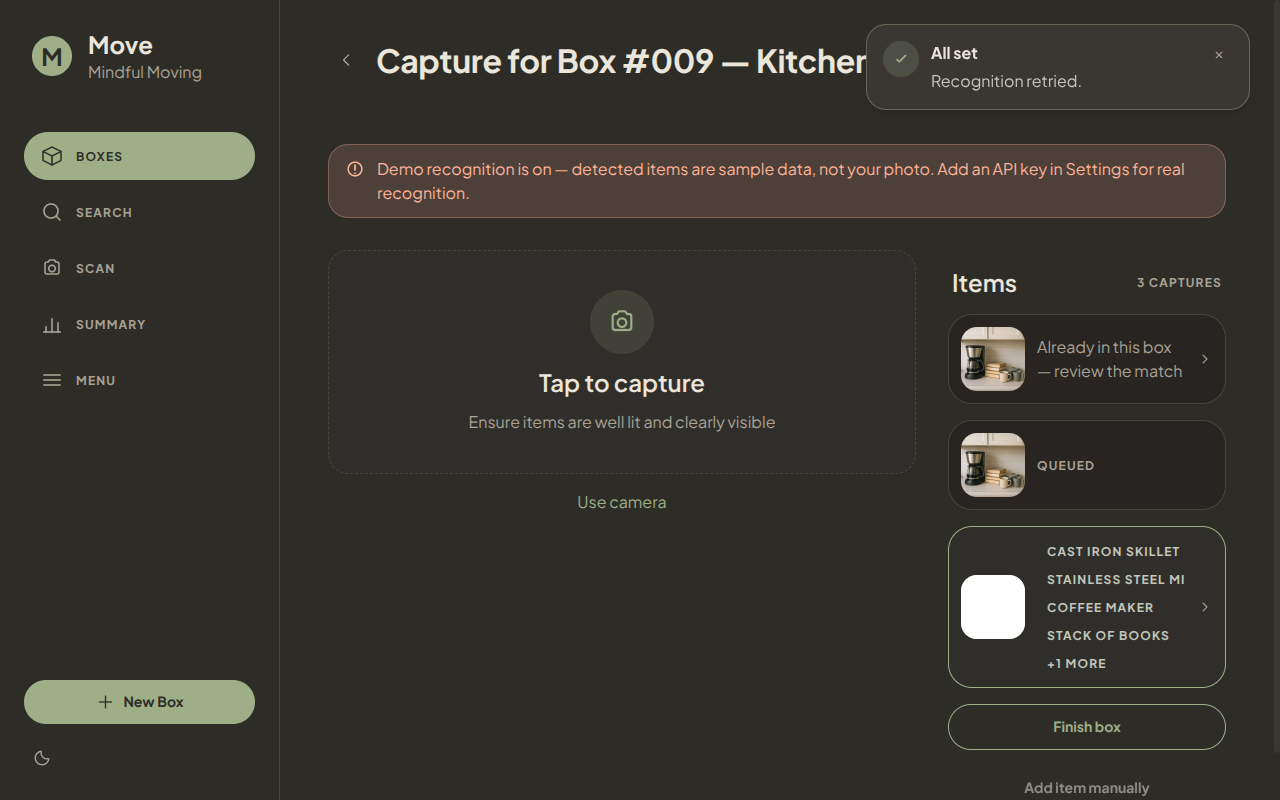 M
Move
Mindful Moving
BOXES
SEARCH
SCAN
SUMMARY
MENU
New Box
Capture for Box #009 — Kitchen
All set
Recognition retried.
Demo recognition is on — detected items are sample data, not your photo. Add an API key in Settings for real
recognition.
Tap to capture
Ensure items are well lit and clearly visible
Use camera
Items
3 CAPTURES
Already in this box
— review the match
QUEUED
CAST IRON SKILLET
STAINLESS STEEL MI
COFFEE MAKER
STACK OF BOOKS
+1 MORE
Finish box
Add item manually